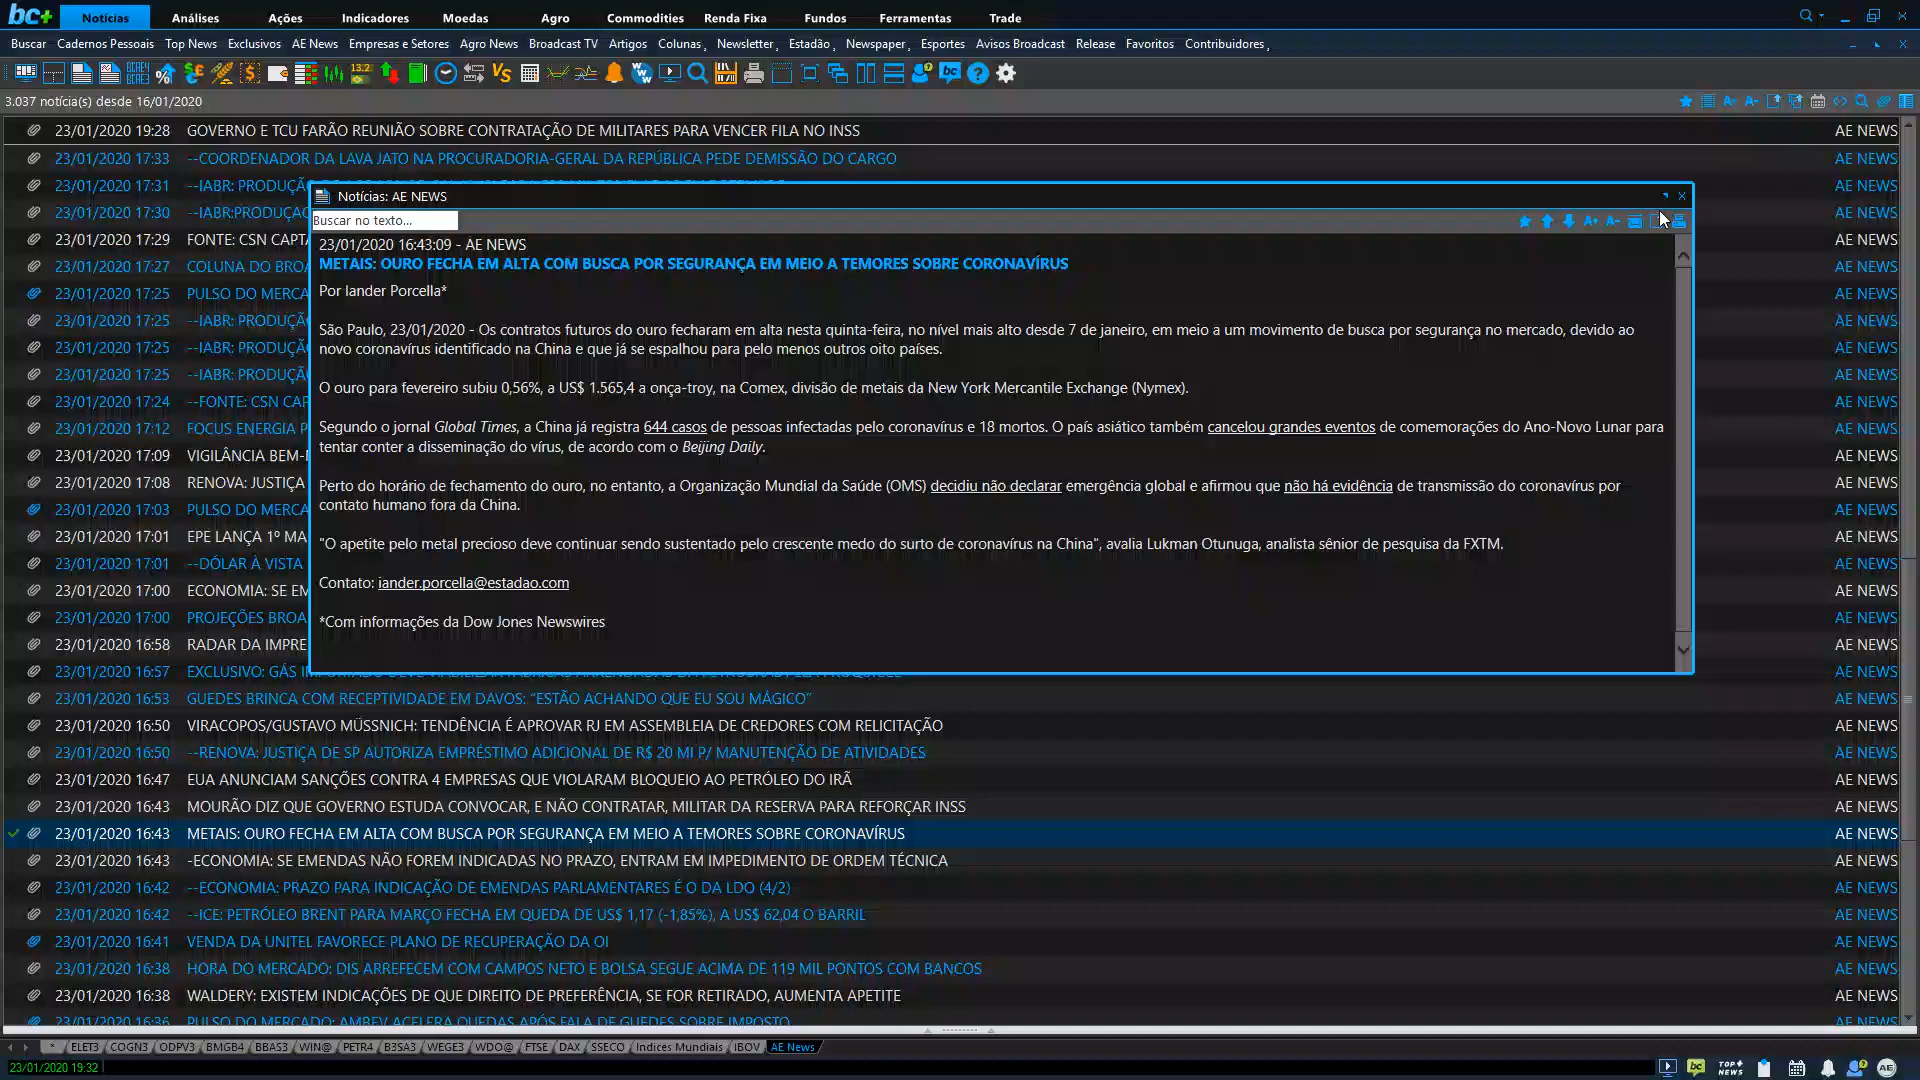 bc+ Notícias Análises Ações Indicadores Moedas Agro Commodities Renda Fixa Fundos Ferramentas Trade
Buscar Cadernos Pessoais Top News Exclusivos AE News Empresas e Setores Agro News Broadcast TV Artigos Colunas Newsletter Estadão Newspaper Esportes Avisos Broadcast Release Favoritos Contribuidores
3.037 notícia(s) desde 16/01/2020
23/01/2020 19:28 GOVERNO E TCU FARÃO REUNIÃO SOBRE CONTRATAÇÃO DE MILITARES PARA VENCER FILA NO INSS AE NEWS
23/01/2020 17:33 --COORDENADOR DA LAVA JATO NA PROCURADORIA-GERAL DA REPÚBLICA PEDE DEMISSÃO DO CARGO AE NEWS
23/01/2020 17:31 --IABR: PRODUÇÃ AE NEWS
23/01/2020 17:30 --IABR:PRODUÇA AE NEWS
23/01/2020 17:29 FONTE: CSN CAPT AE NEWS
23/01/2020 17:27 COLUNA DO BRO AE NEWS
23/01/2020 17:25 PULSO DO MERCA AE NEWS
23/01/2020 17:25 --IABR: PRODUÇÃ AE NEWS
23/01/2020 17:25 --IABR: PRODUÇÃ AE NEWS
23/01/2020 17:25 --IABR: PRODUÇÃ AE NEWS
23/01/2020 17:24 --FONTE: CSN CAP AE NEWS
23/01/2020 17:12 FOCUS ENERGIA P AE NEWS
23/01/2020 17:09 VIGILÂNCIA BEM- AE NEWS
23/01/2020 17:08 RENOVA: JUSTIÇA AE NEWS
23/01/2020 17:03 PULSO DO MERCA AE NEWS
23/01/2020 17:01 EPE LANÇA 1º MA AE NEWS
23/01/2020 17:01 --DÓLAR À VISTA AE NEWS
23/01/2020 17:00 ECONOMIA: SE EM AE NEWS
23/01/2020 17:00 PROJEÇÕES BROA AE NEWS
23/01/2020 16:58 RADAR DA IMPRE AE NEWS
23/01/2020 16:57 EXCLUSIVO: GÁS AE NEWS
Notícias: AE NEWS
Buscar no texto...
23/01/2020 16:43:09 - AE NEWS
METAIS: OURO FECHA EM ALTA COM BUSCA POR SEGURANÇA EM MEIO A TEMORES SOBRE CORONAVÍRUS
Por Iander Porcella*
São Paulo, 23/01/2020 - Os contratos futuros do ouro fecharam em alta nesta quinta-feira, no nível mais alto desde 7 de janeiro, em meio a um movimento de busca por segurança no mercado, devido ao
novo coronavírus identificado na China e que já se espalhou para pelo menos outros oito países.
O ouro para fevereiro subiu 0,56%, a US$ 1.565,4 a onça-troy, na Comex, divisão de metais da New York Mercantile Exchange (Nymex).
Segundo o jornal Global Times, a China já registra 644 casos de pessoas infectadas pelo coronavírus e 18 mortos. O país asiático também cancelou grandes eventos de comemorações do Ano-Novo Lunar para
tentar conter a disseminação do vírus, de acordo com o Beijing Daily.
Perto do horário de fechamento do ouro, no entanto, a Organização Mundial da Saúde (OMS) decidiu não declarar emergência global e afirmou que não há evidência de transmissão do coronavírus por
contato humano fora da China.
"O apetite pelo metal precioso deve continuar sendo sustentado pelo crescente medo do surto de coronavírus na China", avalia Lukman Otunuga, analista sênior de pesquisa da FXTM.
Contato: iander.porcella@estadao.com
*Com informações da Dow Jones Newswires
23/01/2020 16:53 GUEDES BRINCA COM RECEPTIVIDADE EM DAVOS: “ESTÃO ACHANDO QUE EU SOU MÁGICO” AE NEWS
23/01/2020 16:50 VIRACOPOS/GUSTAVO MÜSSNICH: TENDÊNCIA É APROVAR RJ EM ASSEMBLEIA DE CREDORES COM RELICITAÇÃO AE NEWS
23/01/2020 16:50 --RENOVA: JUSTIÇA DE SP AUTORIZA EMPRÉSTIMO ADICIONAL DE R$ 20 MI P/ MANUTENÇÃO DE ATIVIDADES AE NEWS
23/01/2020 16:47 EUA ANUNCIAM SANÇÕES CONTRA 4 EMPRESAS QUE VIOLARAM BLOQUEIO AO PETRÓLEO DO IRÃ AE NEWS
23/01/2020 16:43 MOURÃO DIZ QUE GOVERNO ESTUDA CONVOCAR, E NÃO CONTRATAR, MILITAR DA RESERVA PARA REFORÇAR INSS AE NEWS
23/01/2020 16:43 METAIS: OURO FECHA EM ALTA COM BUSCA POR SEGURANÇA EM MEIO A TEMORES SOBRE CORONAVÍRUS AE NEWS
23/01/2020 16:43 -ECONOMIA: SE EMENDAS NÃO FOREM INDICADAS NO PRAZO, ENTRAM EM IMPEDIMENTO DE ORDEM TÉCNICA AE NEWS
23/01/2020 16:42 --ECONOMIA: PRAZO PARA INDICAÇÃO DE EMENDAS PARLAMENTARES É O DA LDO (4/2) AE NEWS
23/01/2020 16:42 --ICE: PETRÓLEO BRENT PARA MARÇO FECHA EM QUEDA DE US$ 1,17 (-1,85%), A US$ 62,04 O BARRIL AE NEWS
23/01/2020 16:41 VENDA DA UNITEL FAVORECE PLANO DE RECUPERAÇÃO DA OI AE NEWS
23/01/2020 16:38 HORA DO MERCADO: DIS ARREFECEM COM CAMPOS NETO E BOLSA SEGUE ACIMA DE 119 MIL PONTOS COM BANCOS AE NEWS
23/01/2020 16:38 WALDERY: EXISTEM INDICAÇÕES DE QUE DIREITO DE PREFERÊNCIA, SE FOR RETIRADO, AUMENTA APETITE AE NEWS
23/01/2020 16:36 PULSO DO MERCADO: AMBEV ACELERA QUEDAS APÓS FALA DE GUEDES SOBRE IMPOSTO AE NEWS
* ELET3 COGN3 ODPV3 BMGB4 BBAS3 WIN@ PETR4 B3SA3 WEGE3 WDO@ FTSE DAX SSECO Indices Mundiais IBOV AE News
23/01/2020 19:32 bc TOP+ NEWS AE